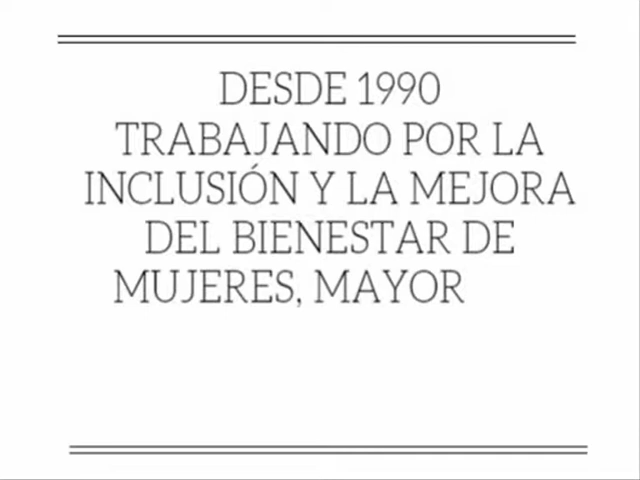 DESDE 1990
TRABAJANDO POR LA
INCLUSIÓN Y LA MEJORA
DEL BIENESTAR DE
MUJERES, MAYOR